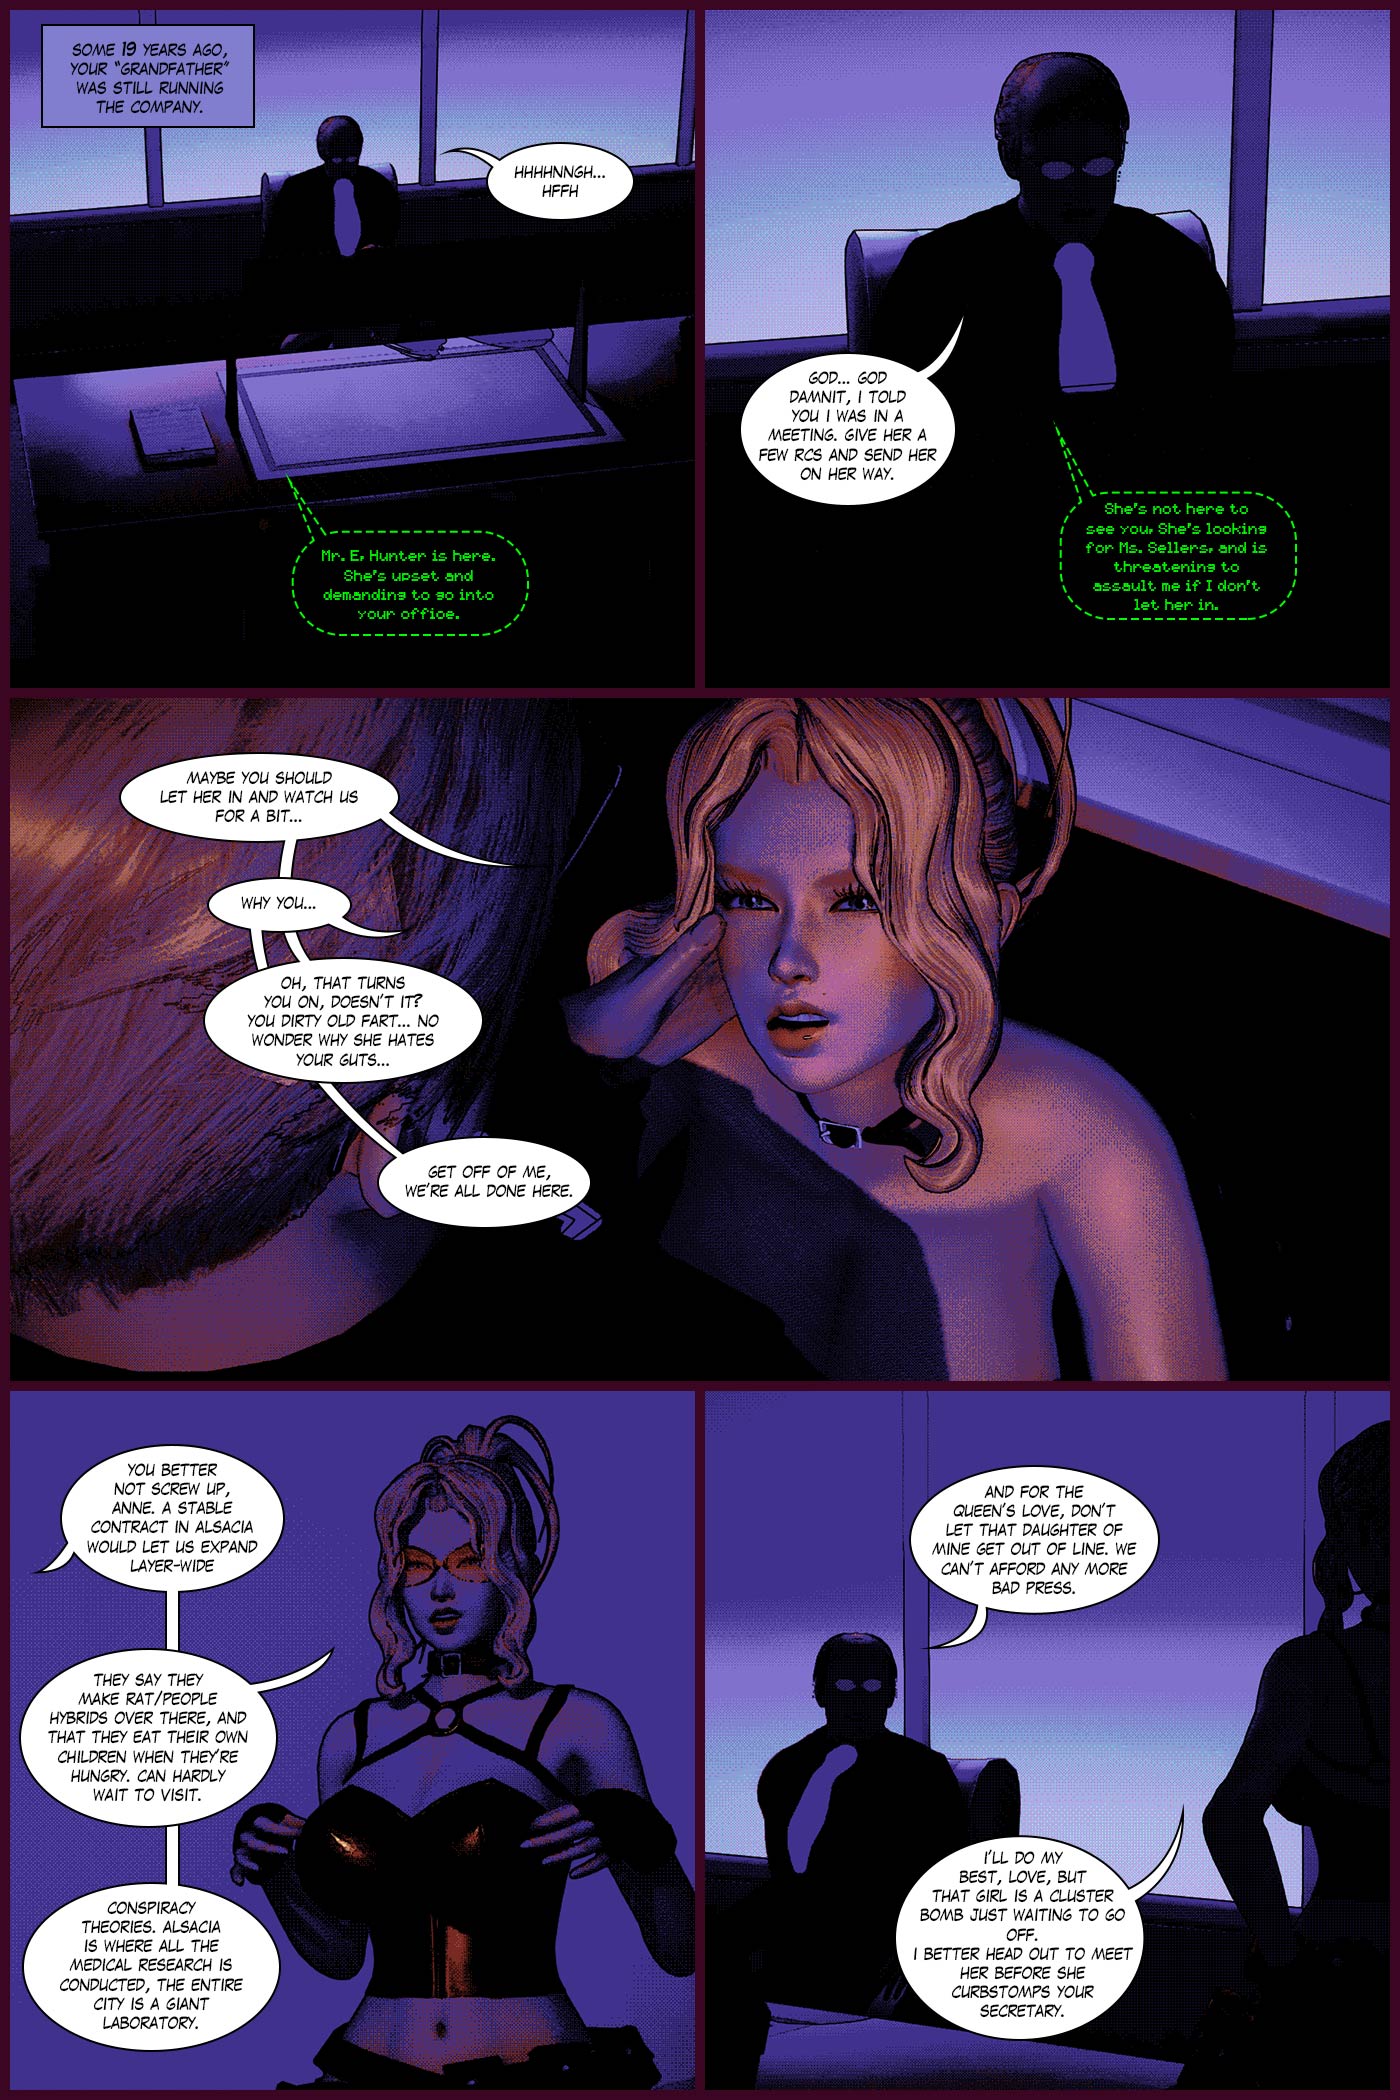 SOME 19 YEARS AGO,
YOUR "GRANDFATHER"
WAS STILL RUNNING
THE COMPANY.
HHHHNNGH...
HFFH
Mr. E, Hunter is here.
She's upset and
demanding to go into
your office.
GOD... GOD
DAMNIT, I TOLD
YOU I WAS IN A
MEETING. GIVE HER A
FEW RCS AND SEND HER
ON HER WAY.
She's not here to
see you, She's looking
for Ms. Sellers, and is
threatening to
assault me if I don't
let her in.
MAYBE YOU SHOULD
LET HER IN AND WATCH US
FOR A BIT...
WHY YOU...
OH, THAT TURNS
YOU ON, DOESN'T IT?
YOU DIRTY OLD FART... NO
WONDER WHY SHE HATES
YOUR GUTS...
GET OFF OF ME,
WE'RE ALL DONE HERE.
YOU BETTER
NOT SCREW UP,
ANNE. A STABLE
CONTRACT IN ALSACIA
WOULD LET US EXPAND
LAYER-WIDE
THEY SAY THEY
MAKE RAT/PEOPLE
HYBRIDS OVER THERE, AND
THAT THEY EAT THEIR OWN
CHILDREN WHEN THEY'RE
HUNGRY. CAN HARDLY
WAIT TO VISIT.
CONSPIRACY
THEORIES. ALSACIA
IS WHERE ALL THE
MEDICAL RESEARCH IS
CONDUCTED, THE ENTIRE
CITY IS A GIANT
LABORATORY.
AND FOR THE
QUEEN'S LOVE, DON'T
LET THAT DAUGHTER OF
MINE GET OUT OF LINE. WE
CAN'T AFFORD ANY MORE
BAD PRESS.
I'LL DO MY
BEST, LOVE, BUT
THAT GIRL IS A CLUSTER
BOMB JUST WAITING TO GO
OFF.
I BETTER HEAD OUT TO MEET
HER BEFORE SHE
CURBSTOMPS YOUR
SECRETARY.